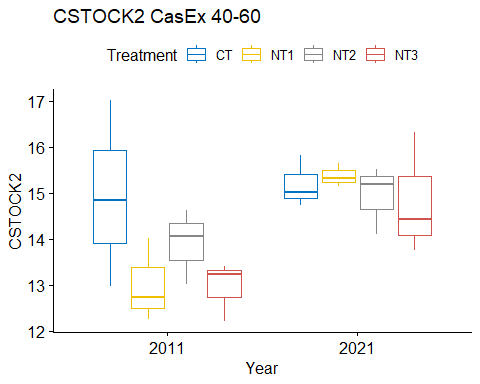 CSTOCK2 CasEx 40-60
Treatment CT NT1 NT2 NT3
17
16
15
14
13
12
CSTOCK2
2011 2021
Year